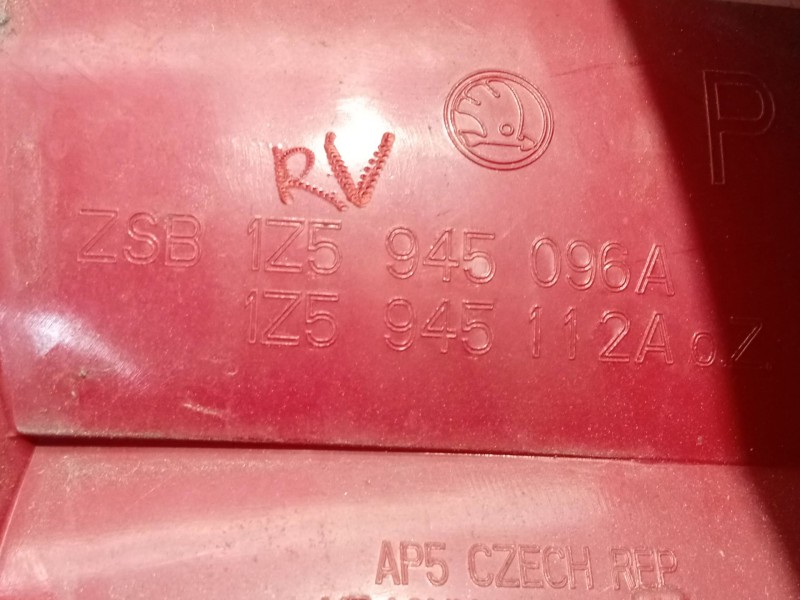 P
RV
ZSB 1Z5 945 096A
1Z5 945 112A o.Z
AP5 CZECH REP